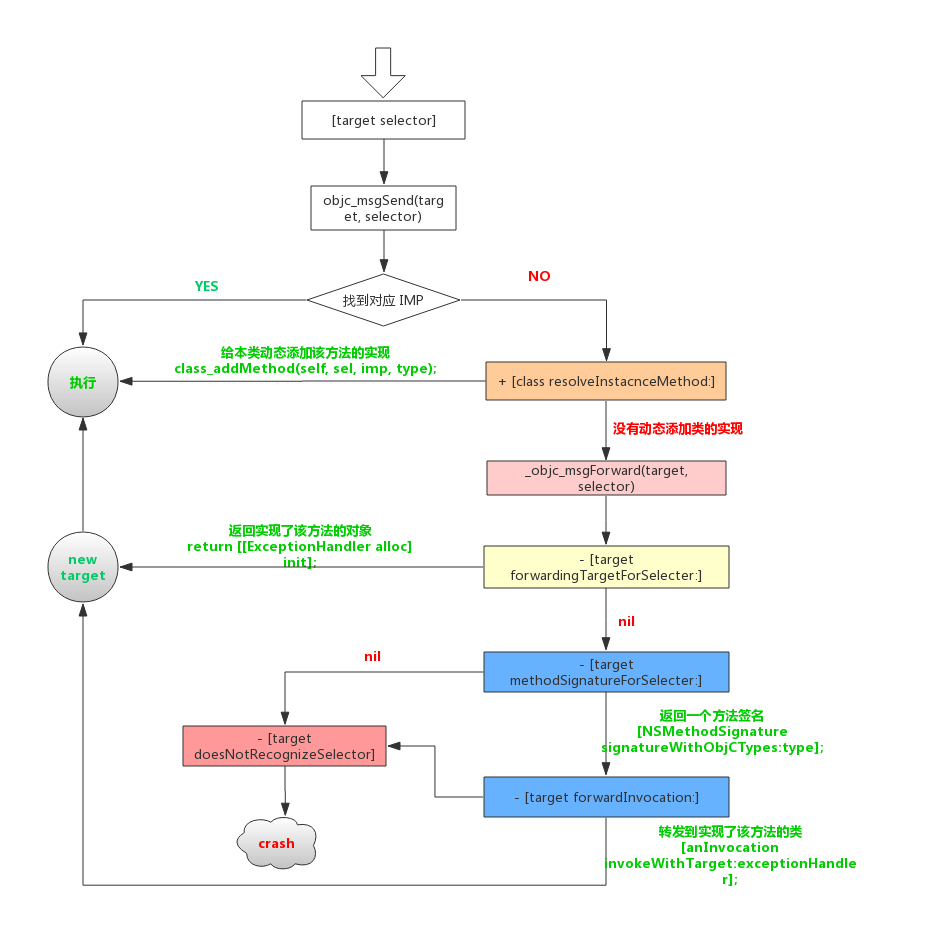 [target selector]
objc_msgSend(targ
et, selector)
找到对应 IMP
YES
NO
给本类动态添加该方法的实现
class_addMethod(self, sel, imp, type);
执行
+ [class resolveInstacnceMethod:]
没有动态添加类的实现
_objc_msgForward(target,
selector)
返回实现了该方法的对象
return [[ExceptionHandler alloc]
init];
new
target
- [target
forwardingTargetForSelecter:]
nil
nil
- [target
methodSignatureForSelecter:]
返回一个方法签名
[NSMethodSignature
signatureWithObjCTypes:type];
- [target
doesNotRecognizeSelector]
- [target forwardInvocation:]
crash
转发到实现了该方法的类
[anInvocation
invokeWithTarget:exceptionHandle
r];